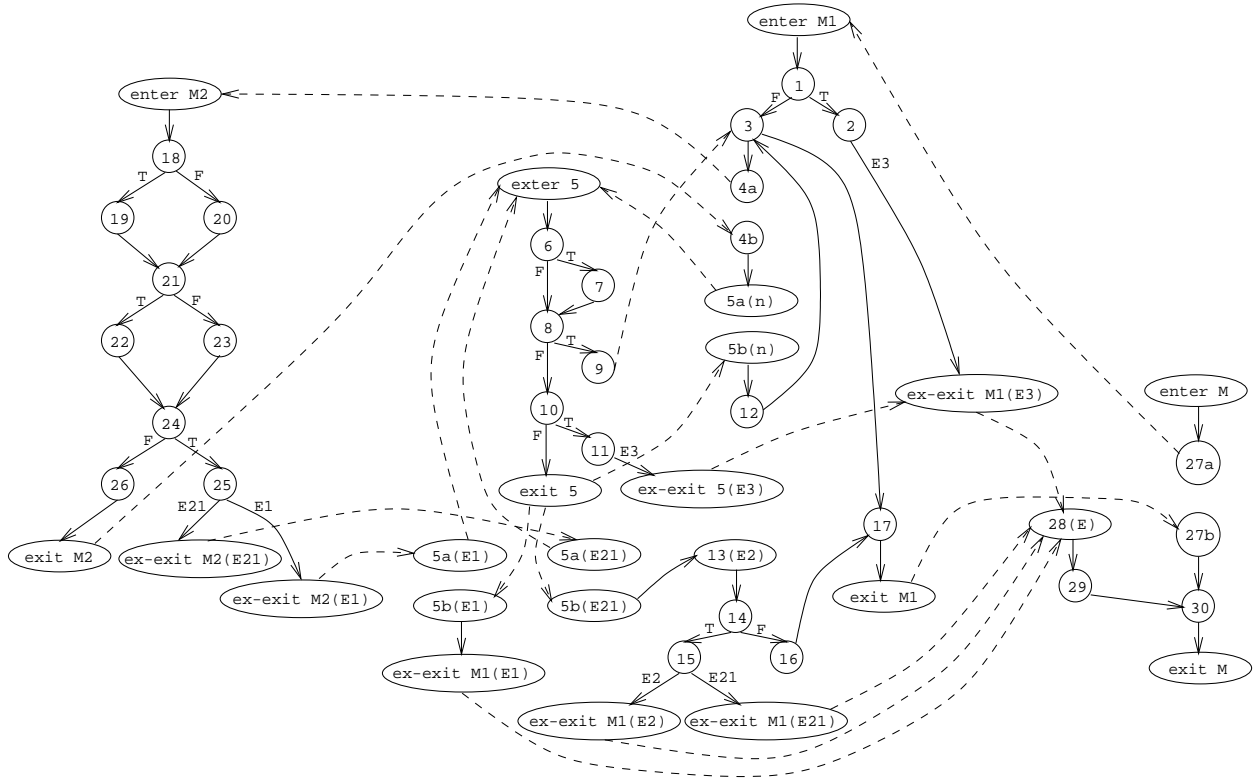 enter M1
1
F
T
enter M2
3
2
E3
18
T
F
exter 5
4a
19
20
4b
6
T
F
21
7
5a(n)
T
F
8
22
23
T
F
9
5b(n)
enter M
ex-exit M1(E3)
10
12
24
F
T
T
F
11
E3
27a
26
25
exit 5
ex-exit 5(E3)
E21
E1
17
28(E)
27b
exit M2
ex-exit M2(E21)
5a(E1)
5a(E21)
13(E2)
ex-exit M2(E1)
5b(E1)
5b(E21)
exit M1
29
30
14
T
F
15
16
ex-exit M1(E1)
E2
E21
exit M
ex-exit M1(E2)
ex-exit M1(E21)